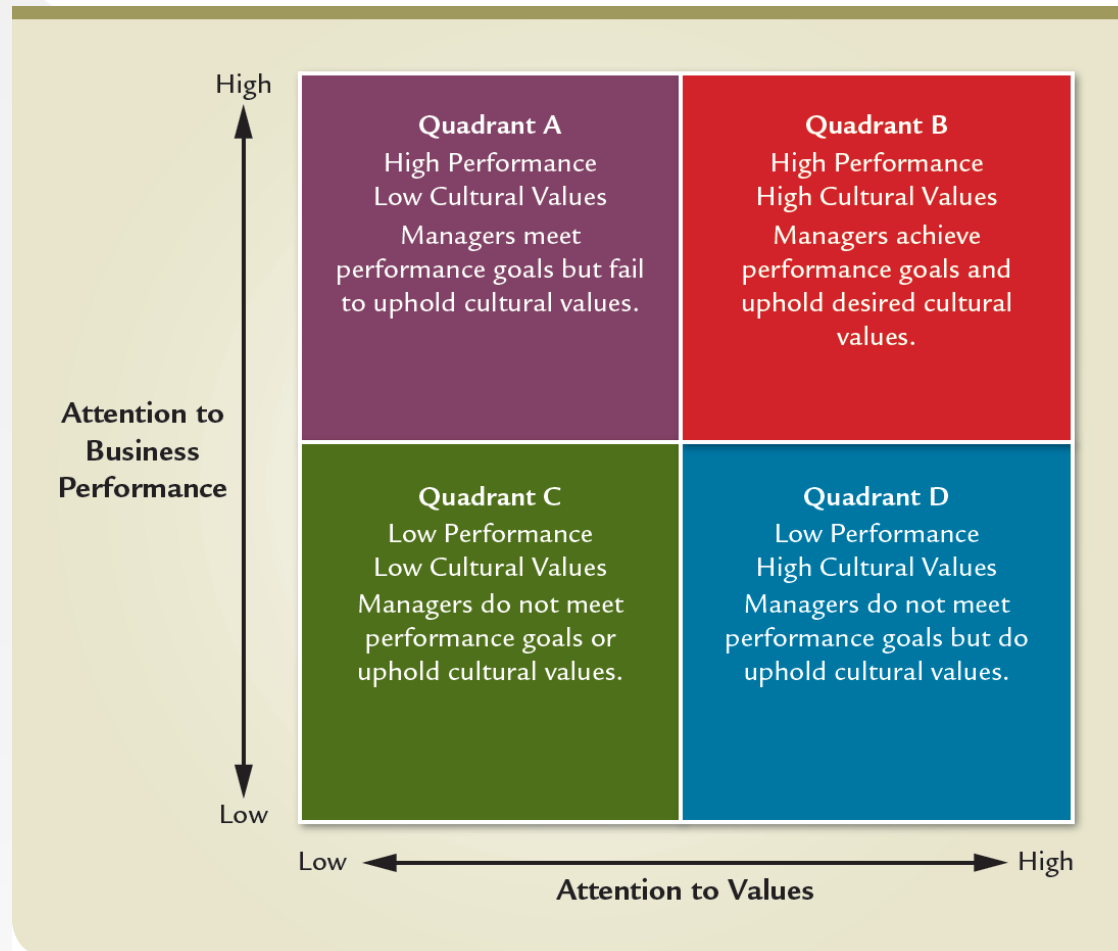 High
Quadrant A
High Performance
Low Cultural Values
Managers meet
performance goals but fail
to uphold cultural values.
Quadrant B
High Performance
High Cultural Values
Managers achieve
performance goals and
uphold desired cultural
values.
Attention to
Business
Performance
Quadrant C
Low Performance
Low Cultural Values
Managers do not meet
performance goals or
uphold cultural values.
Quadrant D
Low Performance
High Cultural Values
Managers do not meet
performance goals but do
uphold cultural values.
Low
Low
High
Attention to Values